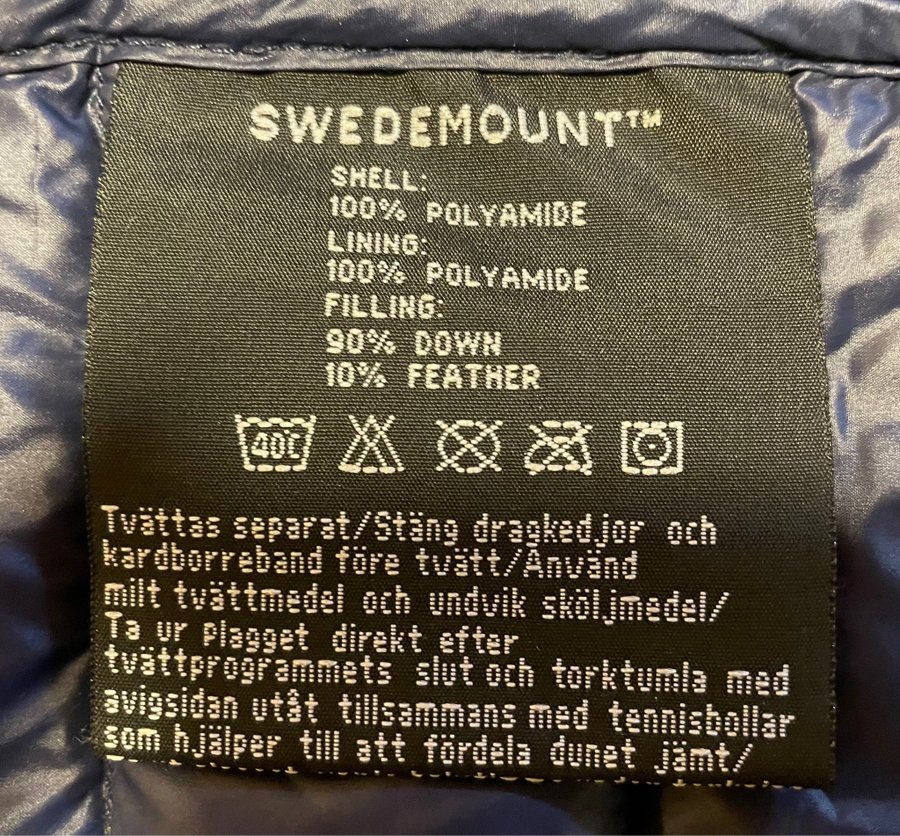 SWEDEMOUNT™
SHELL:
100% POLYAMIDE
LINING:
100% POLYAMIDE
FILLING:
90% DOWN
10% FEATHER
40C
Tvättas separat/Stäng dragkedjor och
kardborreband före tvätt/Använd
milt tvättmedel och undvik sköljmedel/
Ta ur plagget direkt efter
tvättprogrammets slut och torktumla med
avigsidan utåt tillsammans med tennisbollar
som hjälper till att fördela dunet jämt/